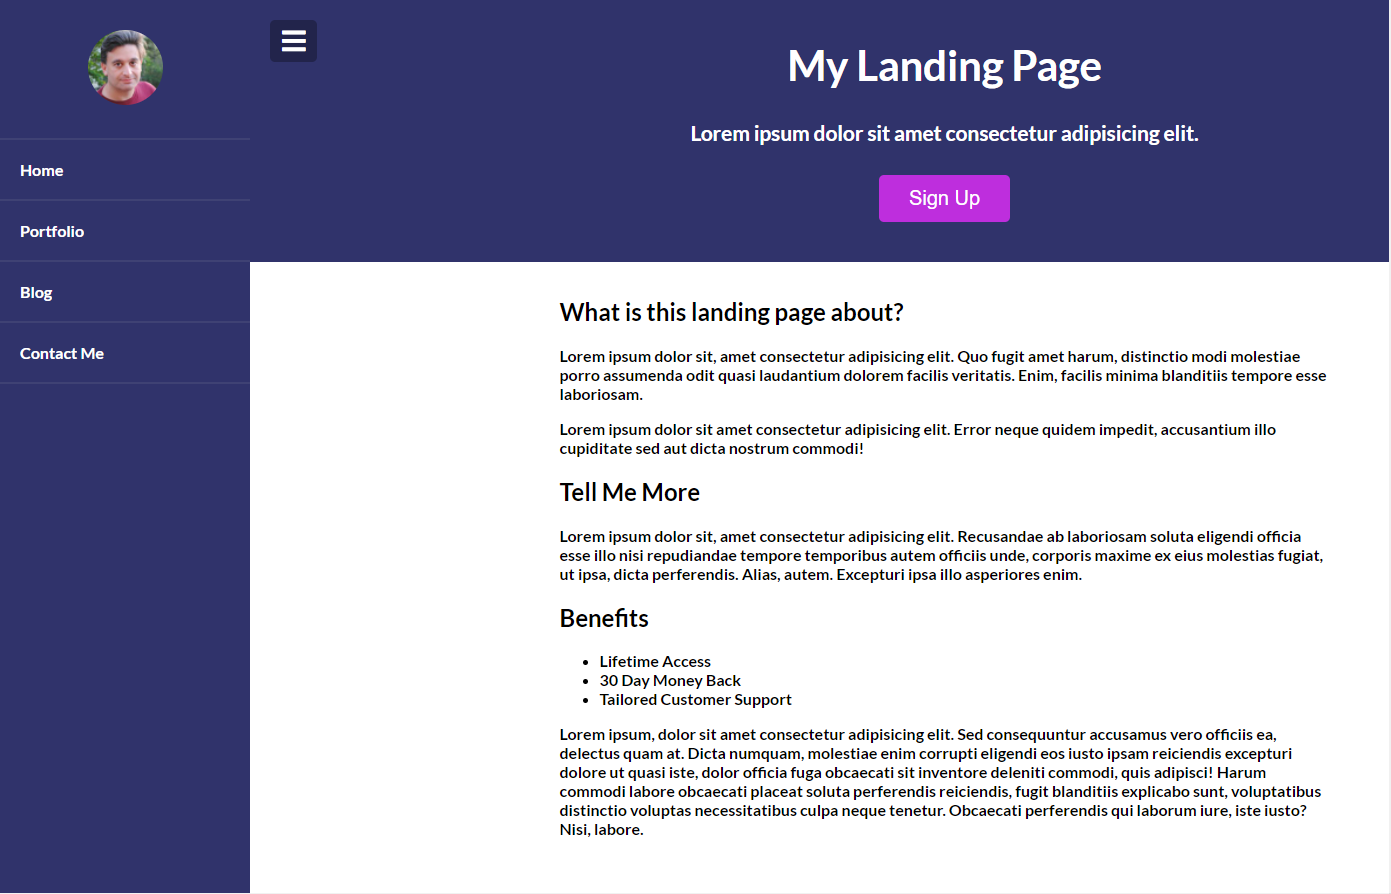 My Landing Page
Lorem ipsum dolor sit amet consectetur adipisicing elit.
Sign Up
Home
Portfolio
Blog
Contact Me
What is this landing page about?
Lorem ipsum dolor sit, amet consectetur adipisicing elit. Quo fugit amet harum, distinctio modi molestiae
porro assumenda odit quasi laudantium dolorem facilis veritatis. Enim, facilis minima blanditiis tempore esse
laboriosam.
Lorem ipsum dolor sit amet consectetur adipisicing elit. Error neque quidem impedit, accusantium illo
cupiditate sed aut dicta nostrum commodi!
Tell Me More
Lorem ipsum dolor sit, amet consectetur adipisicing elit. Recusandae ab laboriosam soluta eligendi officia
esse illo nisi repudiandae tempore temporibus autem officiis unde, corporis maxime ex eius molestias fugiat,
ut ipsa, dicta perferendis. Alias, autem. Excepturi ipsa illo asperiores enim.
Benefits
• Lifetime Access
• 30 Day Money Back
• Tailored Customer Support
Lorem ipsum, dolor sit amet consectetur adipisicing elit. Sed consequuntur accusamus vero officiis ea,
delectus quam at. Dicta numquam, molestiae enim corrupti eligendi eos iusto ipsam reiciendis excepturi
dolore ut quasi iste, dolor officia fuga obcaecati sit inventore deleniti commodi, quis adipisci! Harum
commodi labore obcaecati placeat soluta perferendis reiciendis, fugit blanditiis explicabo sunt, voluptatibus
distinctio voluptas necessitatibus culpa neque tenetur. Obcaecati perferendis qui laborum iure, iste iusto?
Nisi, labore.